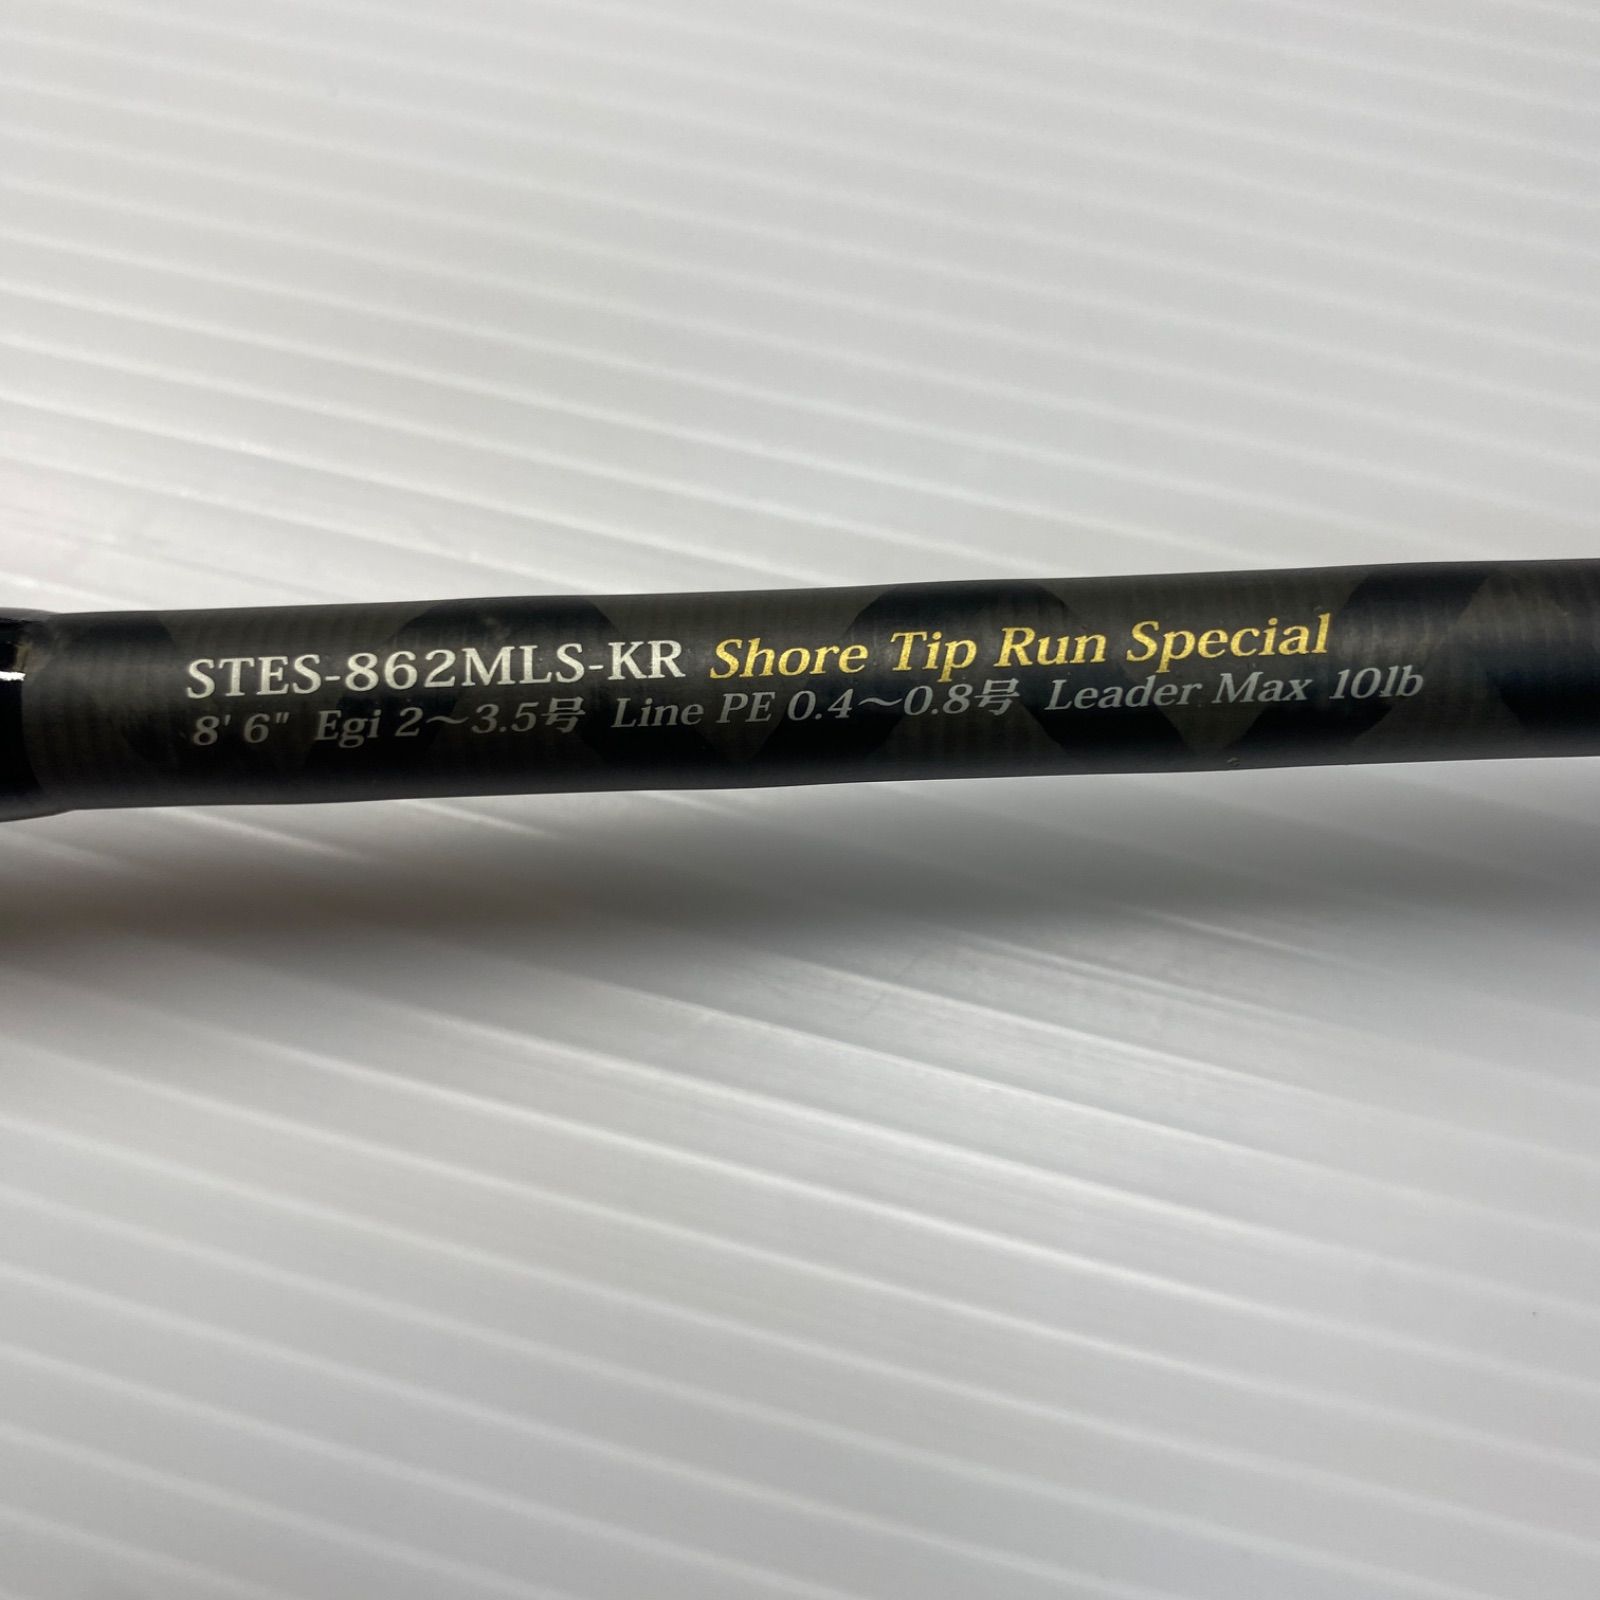 STES-862MLS-KR Shore Tip Run Special
8' 6" Egi 2～3.5号 Line PE 0.4～0.8号 Leader Max 10lb